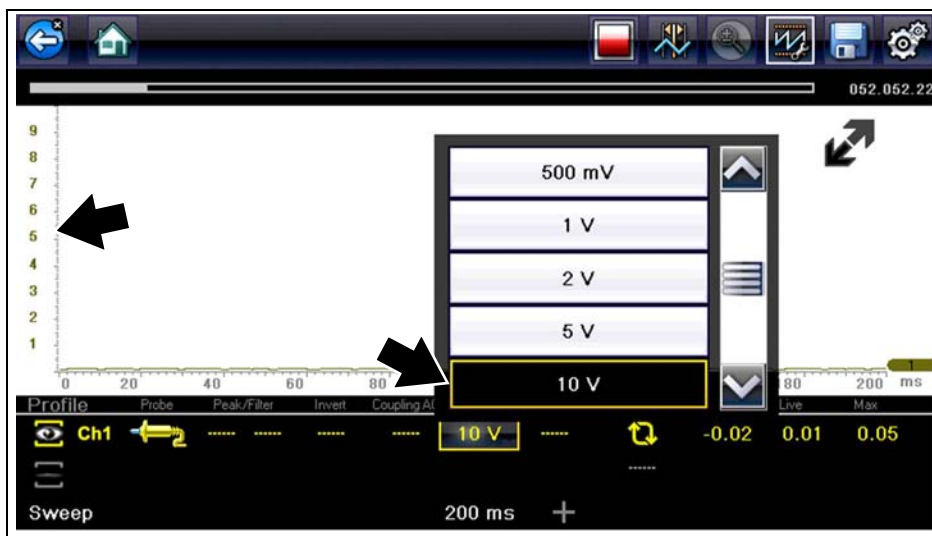 052.052.22
9
8
7
6
5
4
3
2
1
500 mV
1 V
2 V
5 V
10 V
0 20 40 60 80 180 200 ms
1
Profile Probe Peak/Filter Invert Coupling Live Max
Ch1 ------ ------ ------ ------ 10 V ------ -0.02 0.01 0.05
------
Sweep 200 ms +